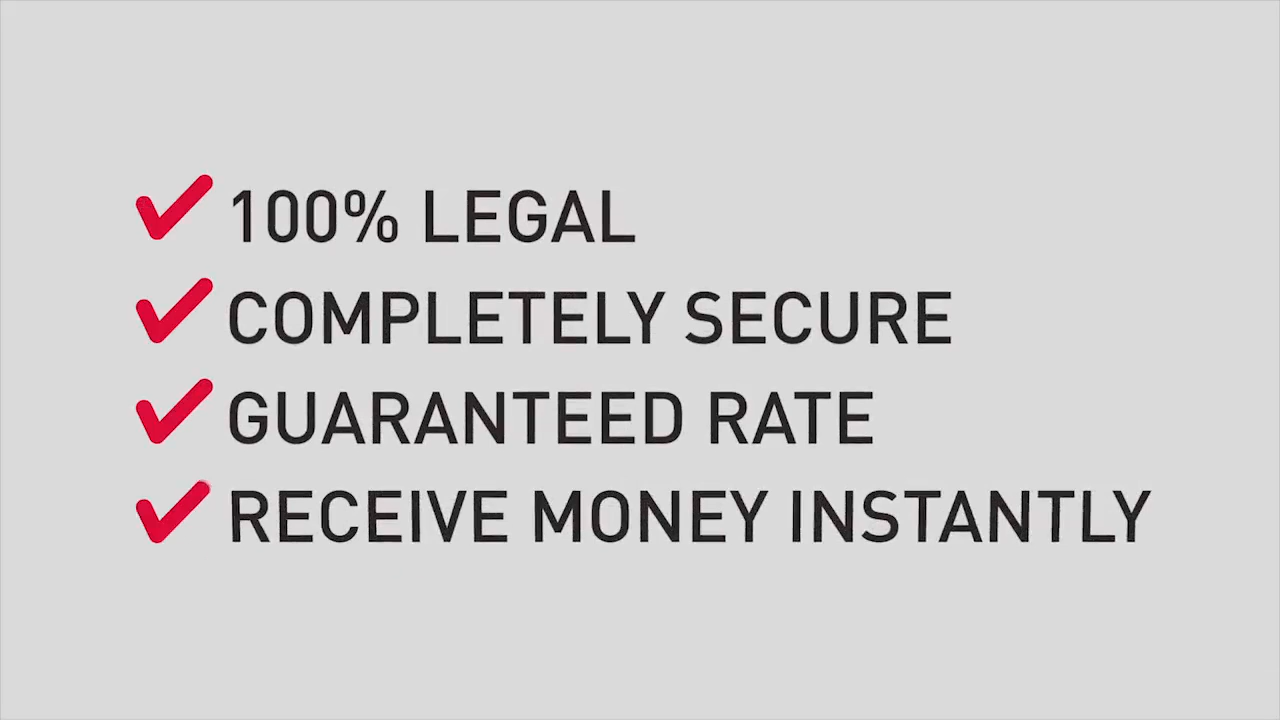 100% LEGAL
COMPLETELY SECURE
GUARANTEED RATE
RECEIVE MONEY INSTANTLY